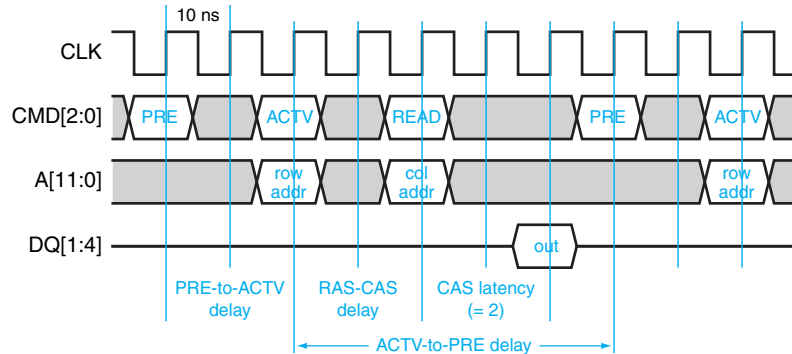 10 ns
CLK
CMD[2:0] PRE ACTV READ PRE ACTV
A[11:0] row addr col addr row addr
DQ[1:4] out
PRE-to-ACTV delay RAS-CAS delay CAS latency (= 2)
ACTV-to-PRE delay